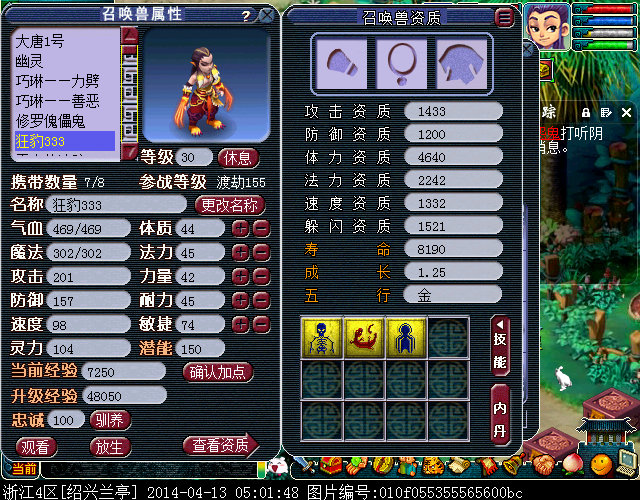 召唤兽属性
?
大唐1号
幽灵
巧琳——力劈
巧琳——善恶
修罗傀儡鬼
狂豹333
等级 30 休息
携带数量 7/8 参战等级 渡劫155
名称 狂豹333 更改名称
气血 469/469 体质 44
魔法 302/302 法力 45
攻击 201 力量 42
防御 157 耐力 45
速度 98 敏捷 74
灵力 104 潜能 150
当前经验 7250 确认加点
升级经验 48050
忠诚 100 驯养
观看 放生 查看资质
当前
召唤兽资质
攻击资质 1433
防御资质 1200
体力资质 4640
法力资质 2242
速度资质 1332
躲闪资质 1521
寿命 8190
成长 1.25
五行 金
技能
内丹
踪
打听阴
消息。
浙江4区[绍兴兰亭] 2014-04-13 05:01:48 图片编号:010f055355565600bc